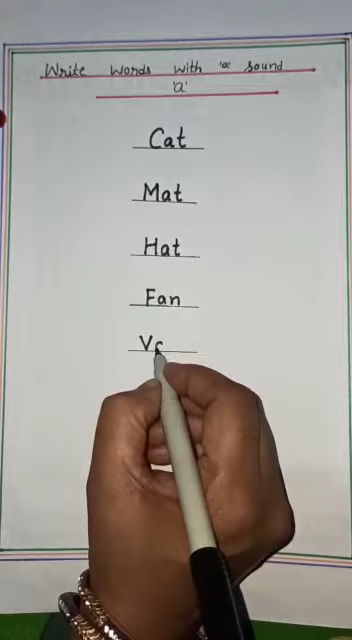 Write words with 'a' sound
'a'
Cat
Mat
Hat
Fan